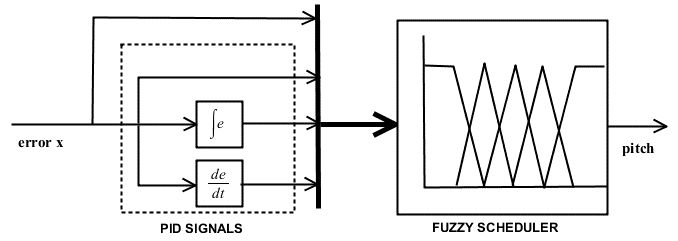 error x
∫e
de
dt
PID SIGNALS
FUZZY SCHEDULER
pitch